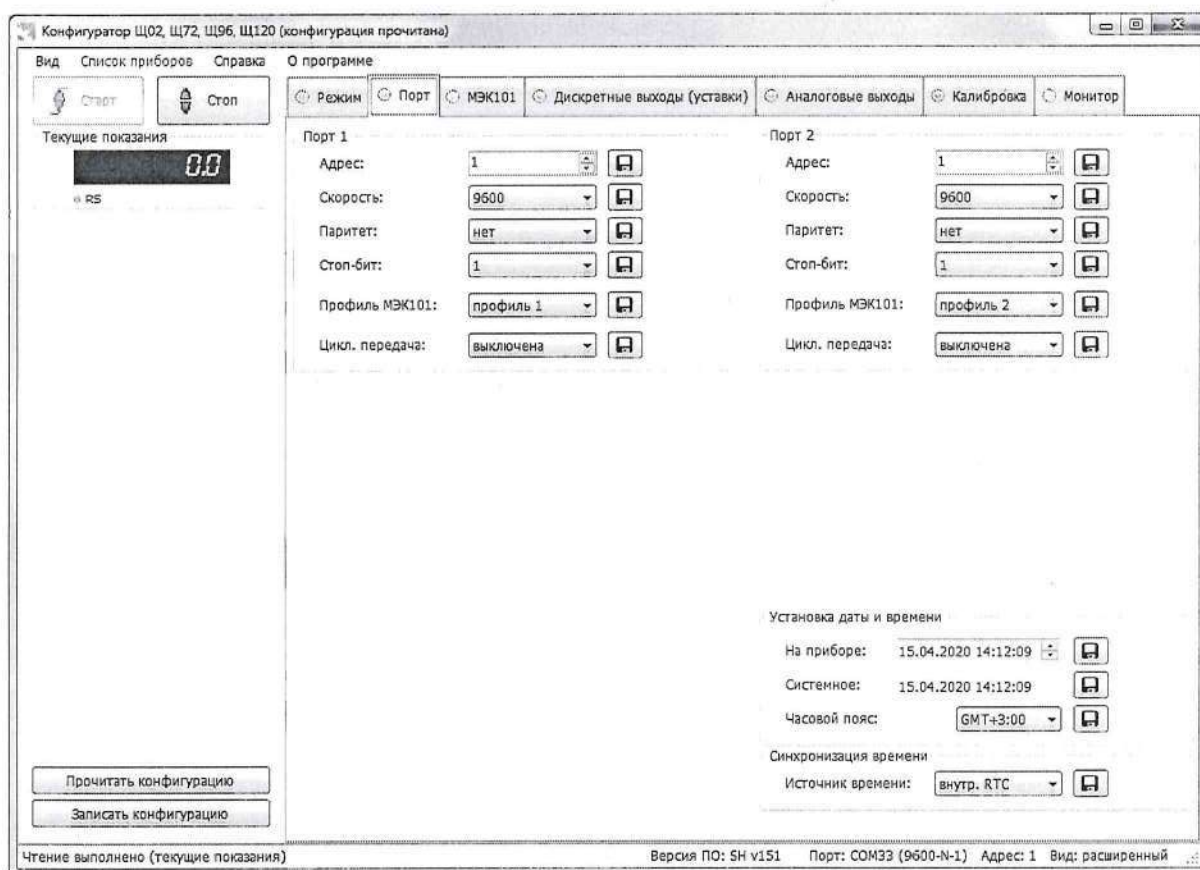 Конфигуратор Щ02, Щ72, Щ96, Щ120 (конфигурация прочитана)
Вид Список приборов Справка О программе
Старт Стоп
Режим Порт МЭК101 Дискретные выходы (уставки) Аналоговые выходы Калибровка Монитор
Текущие показания
0.0
RS
Порт 1
Адрес: 1
Скорость: 9600
Паритет: нет
Стоп-бит: 1
Профиль МЭК101: профиль 1
Цикл. передача: выключена
Порт 2
Адрес: 1
Скорость: 9600
Паритет: нет
Стоп-бит: 1
Профиль МЭК101: профиль 2
Цикл. передача: выключена
Установка даты и времени
На приборе: 15.04.2020 14:12:09
Системное: 15.04.2020 14:12:09
Часовой пояс: GMT+3:00
Синхронизация времени
Источник времени: внутр. RTC
Прочитать конфигурацию
Записать конфигурацию
Чтение выполнено (текущие показания) Версия ПО: SH v151 Порт: COM33 (9600-N-1) Адрес: 1 Вид: расширенный